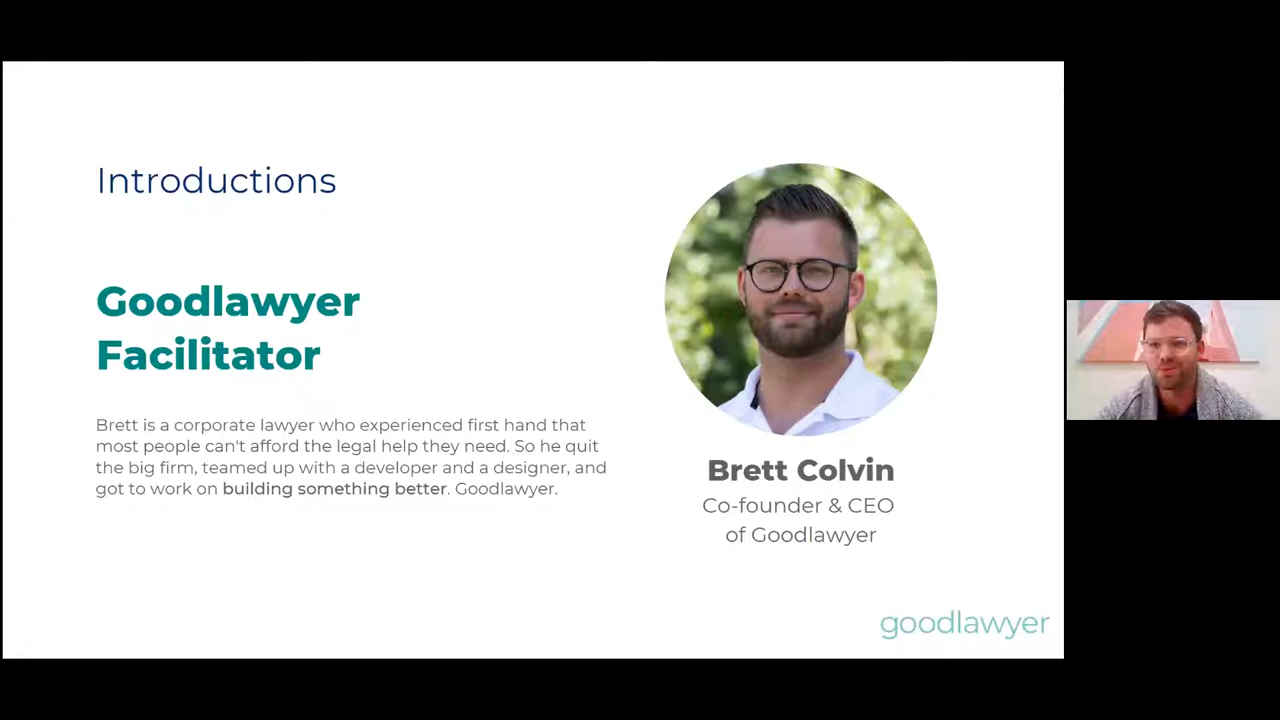 Introductions
Goodlawyer
Facilitator
Brett is a corporate lawyer who experienced first hand that
most people can't afford the legal help they need. So he quit
the big firm, teamed up with a developer and a designer, and
got to work on building something better. Goodlawyer.
Brett Colvin
Co-founder & CEO
of Goodlawyer
goodlawyer